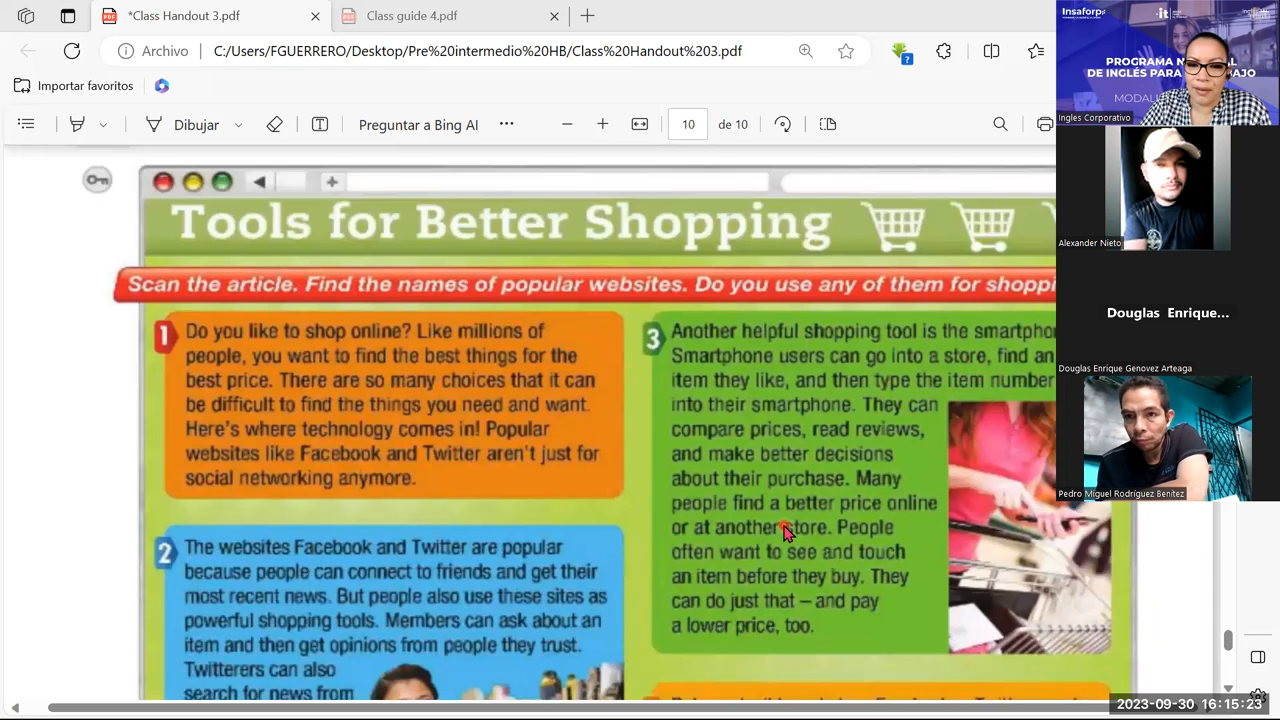 *Class Handout 3.pdf
Class guide 4.pdf
Archivo
C:/Users/FGUERRERO/Desktop/Pre%20intermedio%20HB/Class%20Handout%203.pdf
Importar favoritos
Dibujar
Preguntar a Bing AI
10
de 10
Tools for Better Shopping
Scan the article. Find the names of popular websites. Do you use any of them for shoppi
1
Do you like to shop online? Like millions of
people, you want to find the best things for the
best price. There are so many choices that it can
be difficult to find the things you need and want.
Here's where technology comes in! Popular
websites like Facebook and Twitter aren't just for
social networking anymore.
2
The websites Facebook and Twitter are popular
because people can connect to friends and get their
most recent news. But people also use these sites as
powerful shopping tools. Members can ask about an
item and then get opinions from people they trust.
Twitterers can also
search for news from
3
Another helpful shopping tool is the smartpho
Smartphone users can go into a store, find an
item they like, and then type the item number
into their smartphone. They can
compare prices, read reviews,
and make better decisions
about their purchase. Many
people find a better price online
or at another store. People
often want to see and touch
an item before they buy. They
can do just that – and pay
a lower price, too.
Insaforp
it
PROGRAMA N AL
DE INGLÉS PARA AJO
MODALI
Ingles Corporativo
Alexander Nieto
Douglas Enrique...
Douglas Enrique Genovez Arteaga
Pedro Miguel Rodríguez Benítez
2023-09-30 16:15:23